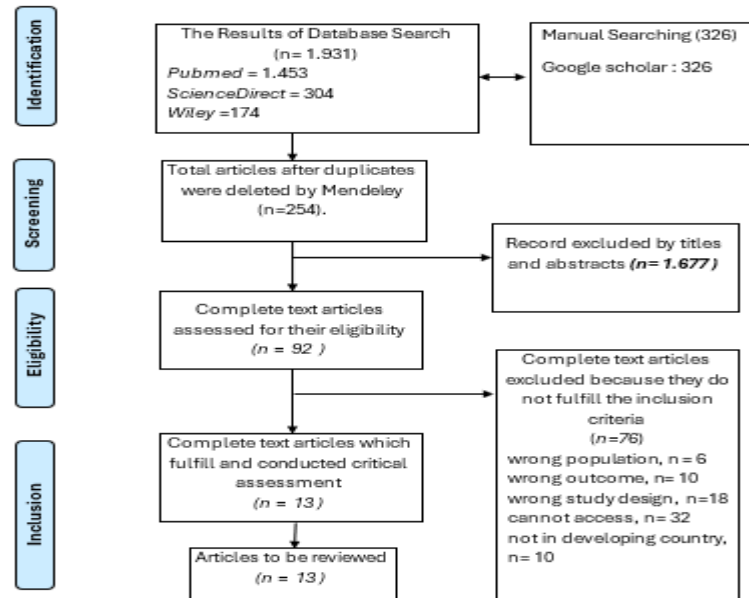 Identification
The Results of Database Search
(n= 1.931)
Pubmed = 1.453
ScienceDirect = 304
Wiley =174
Manual Searching (326)
Google scholar : 326
Screening
Total articles after duplicates
were deleted by Mendeley
(n=254).
Record excluded by titles
and abstracts (n= 1.677)
Eligibility
Complete text articles
assessed for their eligibility
(n = 92 )
Complete text articles
excluded because they do
not fulfill the inclusion
criteria
(n=76)
wrong population, n= 6
wrong outcome, n= 10
wrong study design, n=18
cannot access, n= 32
not in developing country,
n= 10
Inclusion
Complete text articles which
fulfill and conducted critical
assessment
(n = 13)
Articles to be reviewed
(n = 13)